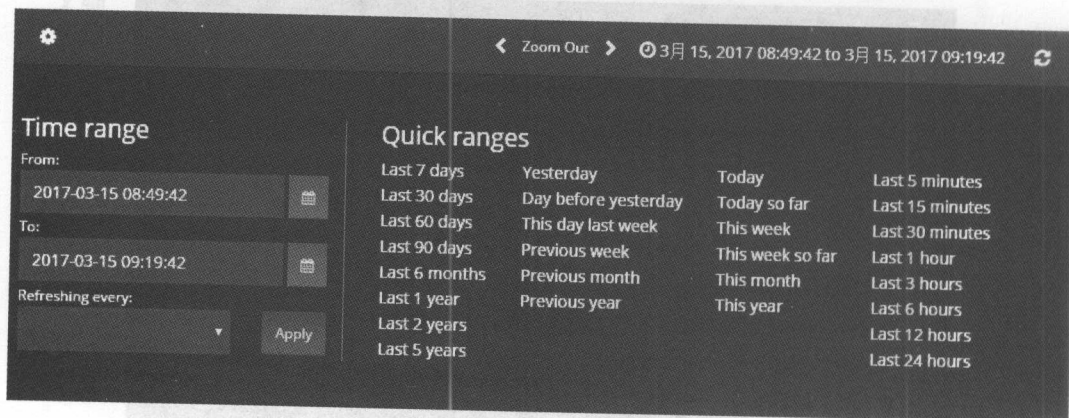 Zoom Out 3月 15, 2017 08:49:42 to 3月 15, 2017 09:19:42
Time range
From:
2017-03-15 08:49:42
To:
2017-03-15 09:19:42
Refreshing every:
Apply
Quick ranges
Last 7 days
Last 30 days
Last 60 days
Last 90 days
Last 6 months
Last 1 year
Last 2 years
Last 5 years
Yesterday
Day before yesterday
This day last week
Previous week
Previous month
Previous year
Today
Today so far
This week
This week so far
This month
This year
Last 5 minutes
Last 15 minutes
Last 30 minutes
Last 1 hour
Last 3 hours
Last 6 hours
Last 12 hours
Last 24 hours